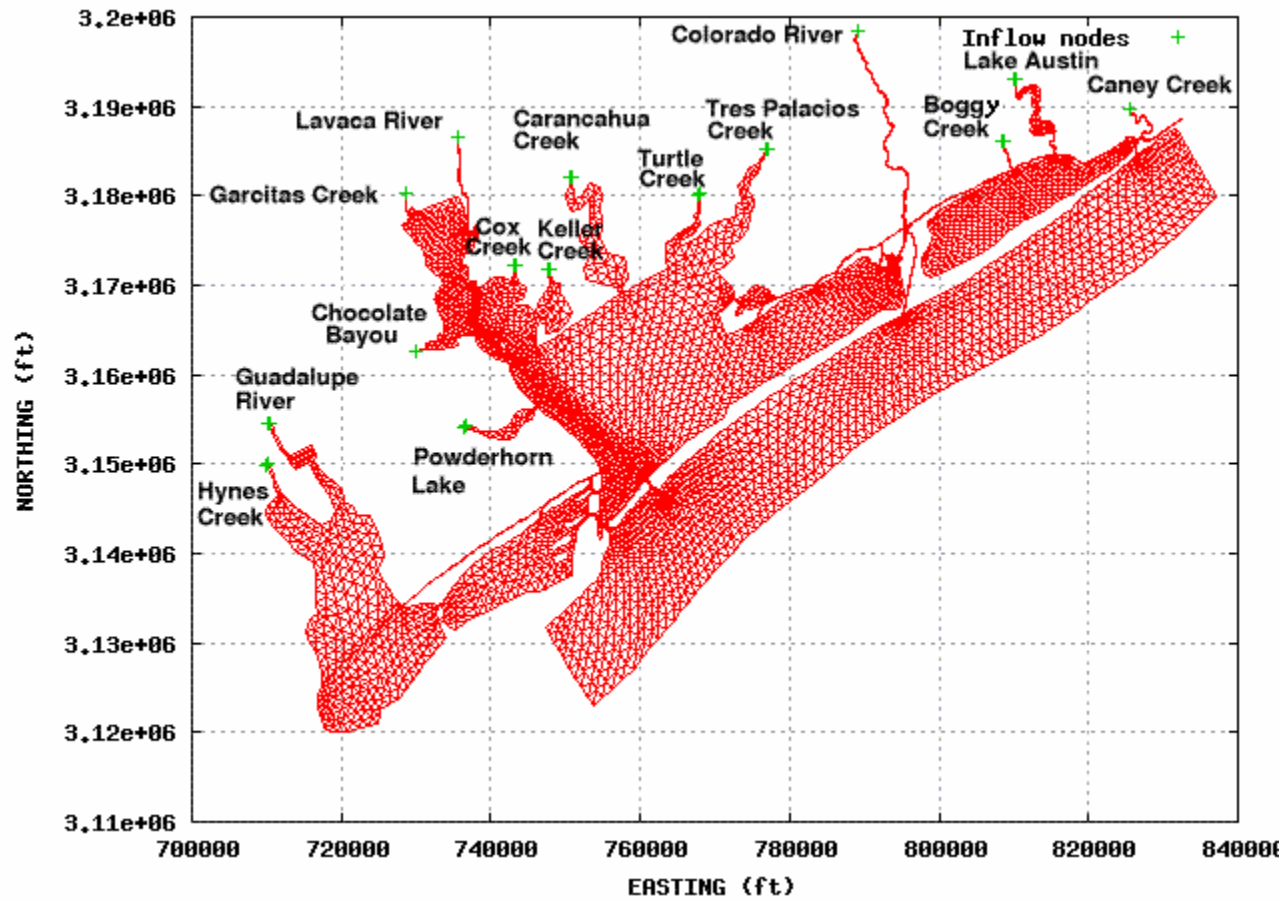 3.2e+06
Colorado River
Inflow nodes
Lake Austin
Caney Creek
3.19e+06
Lavaca River
Carancahua
Creek
Tres Palacios
Creek
Boggy
Creek
Turtle
Creek
3.18e+06
Garcitas Creek
Cox
Creek
Keller
Creek
3.17e+06
Chocolate
Bayou
3.16e+06
Guadalupe
River
3.15e+06
Powderhorn
Lake
Hynes
Creek
3.14e+06
3.13e+06
3.12e+06
3.11e+06
NORTHING (ft)
700000
720000
740000
760000
780000
800000
820000
840000
EASTING (ft)